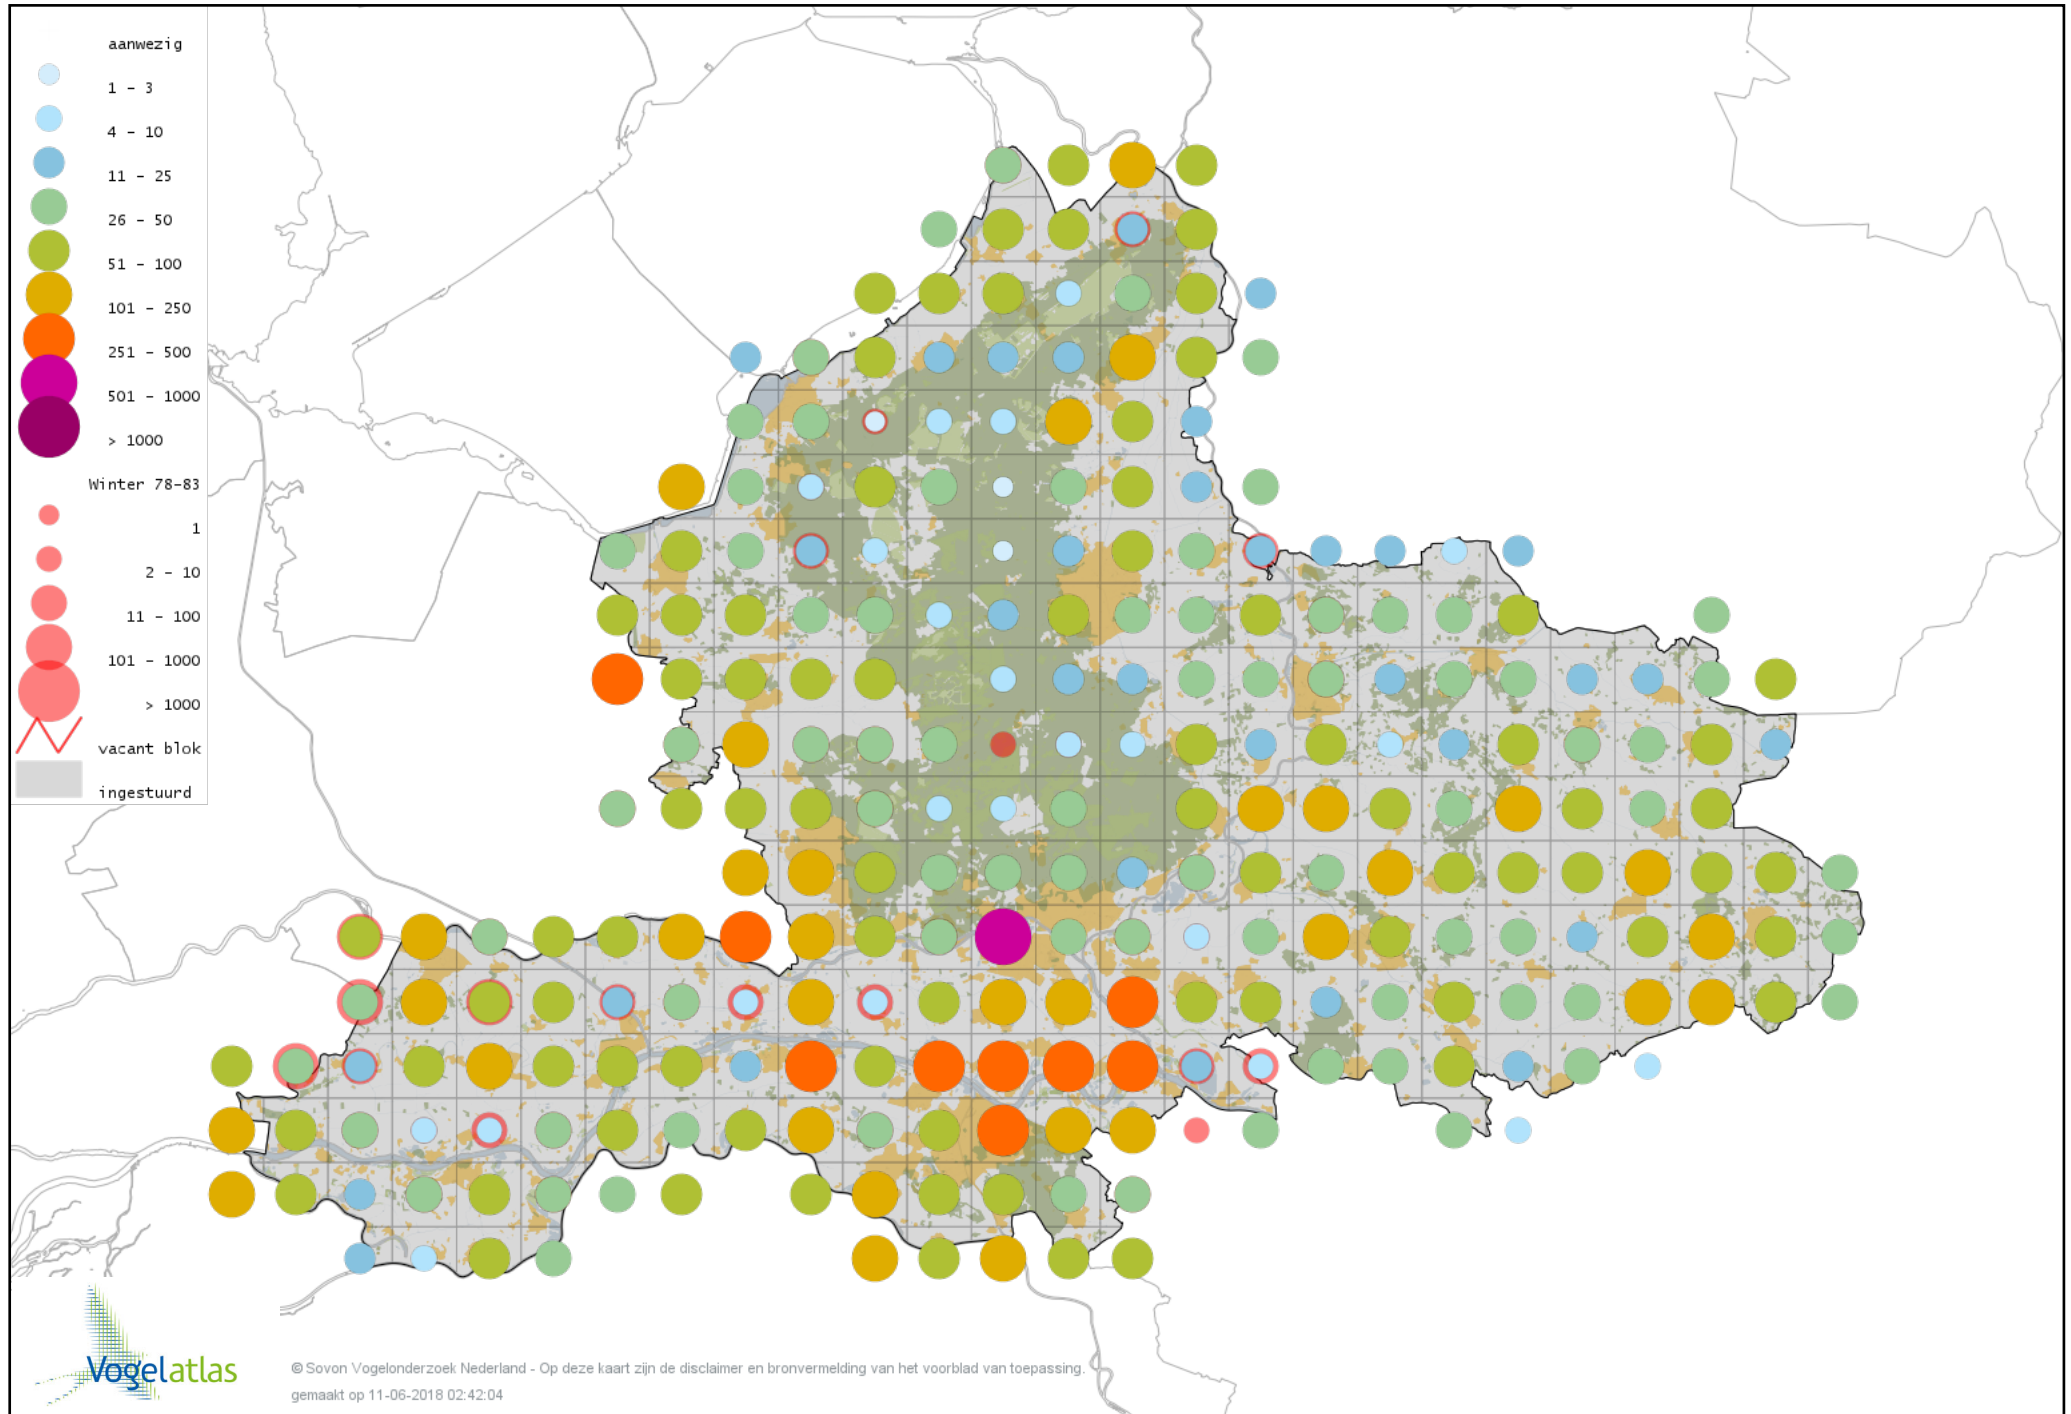 aanwezig
1 - 3
4 - 10
11 - 25
26 - 50
51 - 100
101 - 250
251 - 500
501 - 1000
> 1000
Winter 78-83
1
2 - 10
11 - 100
101 - 1000
> 1000
vacant blok
ingestuurd
Vogelatlas
© Sovon Vogelonderzoek Nederland - Op deze kaart zijn de disclaimer en bronvermelding van het voorblad van toepassing.
gemaakt op 11-06-2018 02:42:04